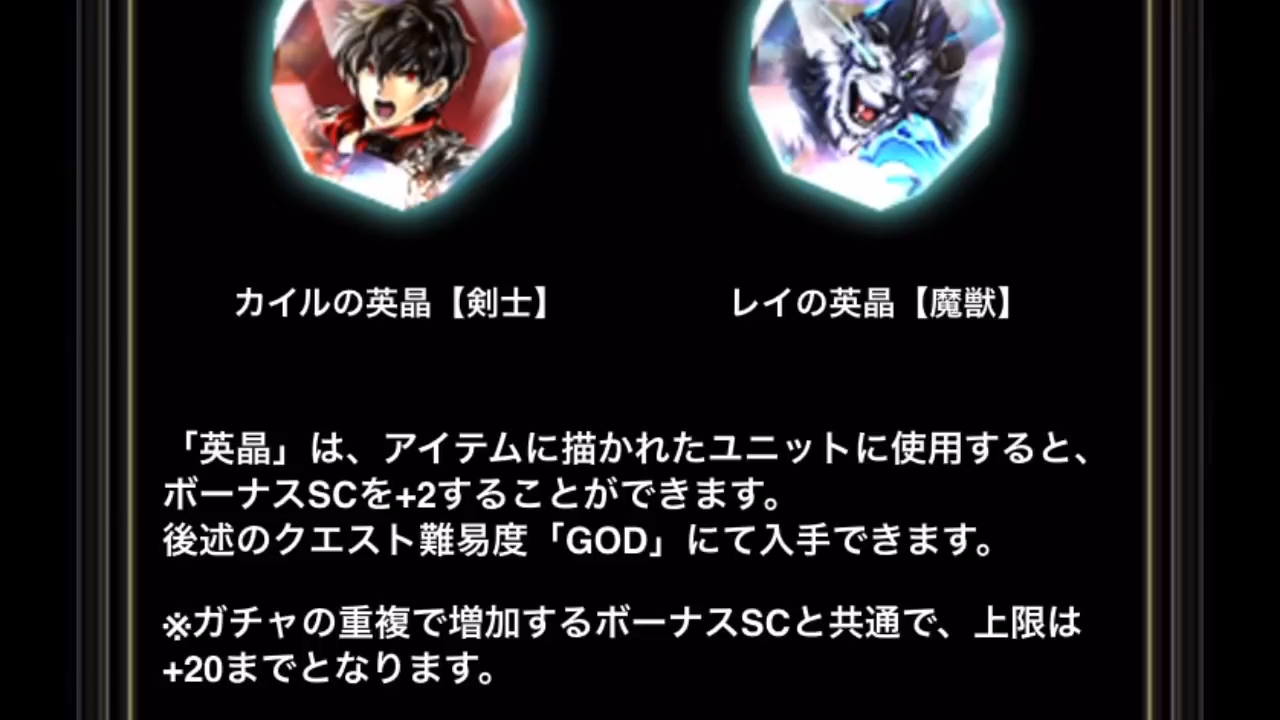 カイルの英晶【剣士】
レイの英晶【魔獣】
「英晶」は、アイテムに描かれたユニットに使用すると、
ボーナスSCを+2することができます。
後述のクエスト難易度「GOD」にて入手できます。
※ガチャの重複で増加するボーナスSCと共通で、上限は
+20までとなります。